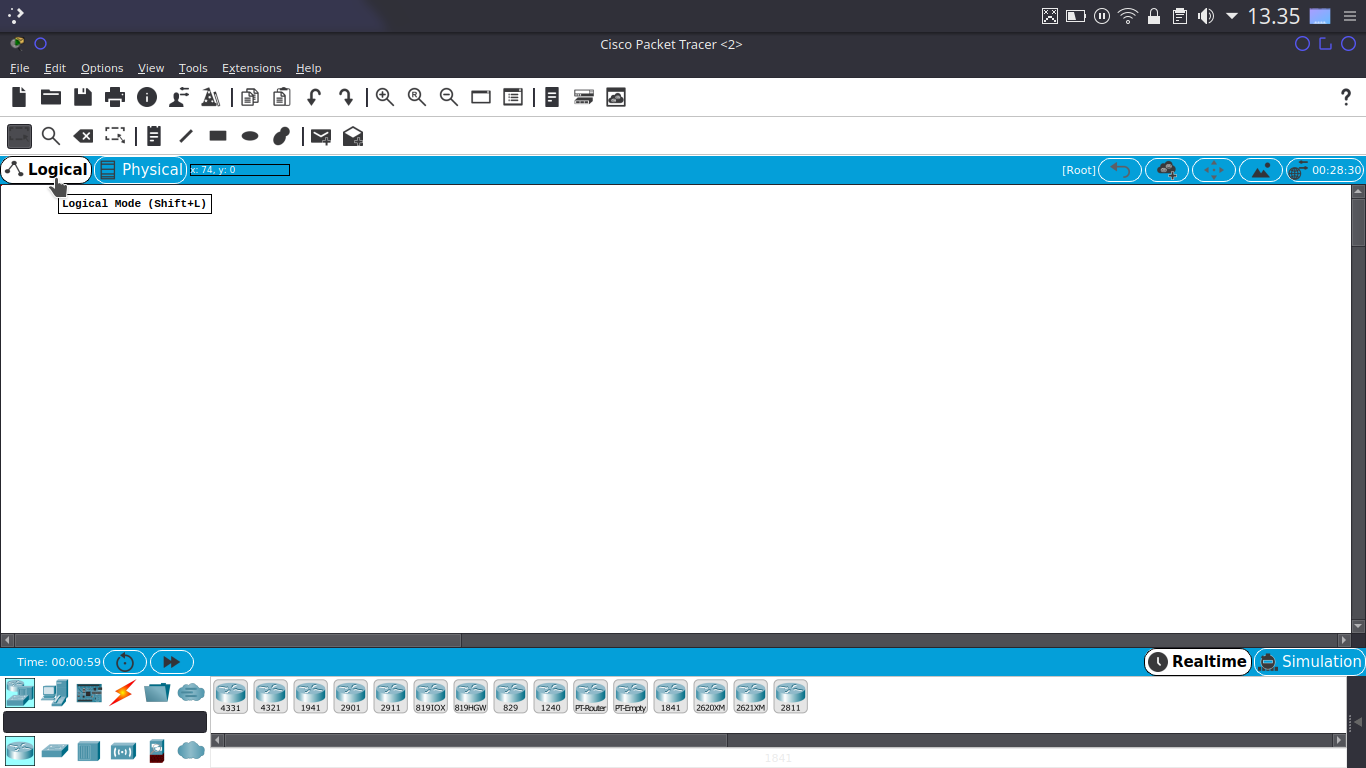 13.35
Cisco Packet Tracer <2>
File Edit Options View Tools Extensions Help
?
Logical Physical x: 74, y: 0 [Root] 00:28:30
Logical Mode (Shift+L)
Time: 00:00:59 Realtime Simulation
4331 4321 1941 2901 2911 819IOX 819HGW 829 1240 PT-Router PT-Empty 1841 2620XM 2621XM 2811
1841